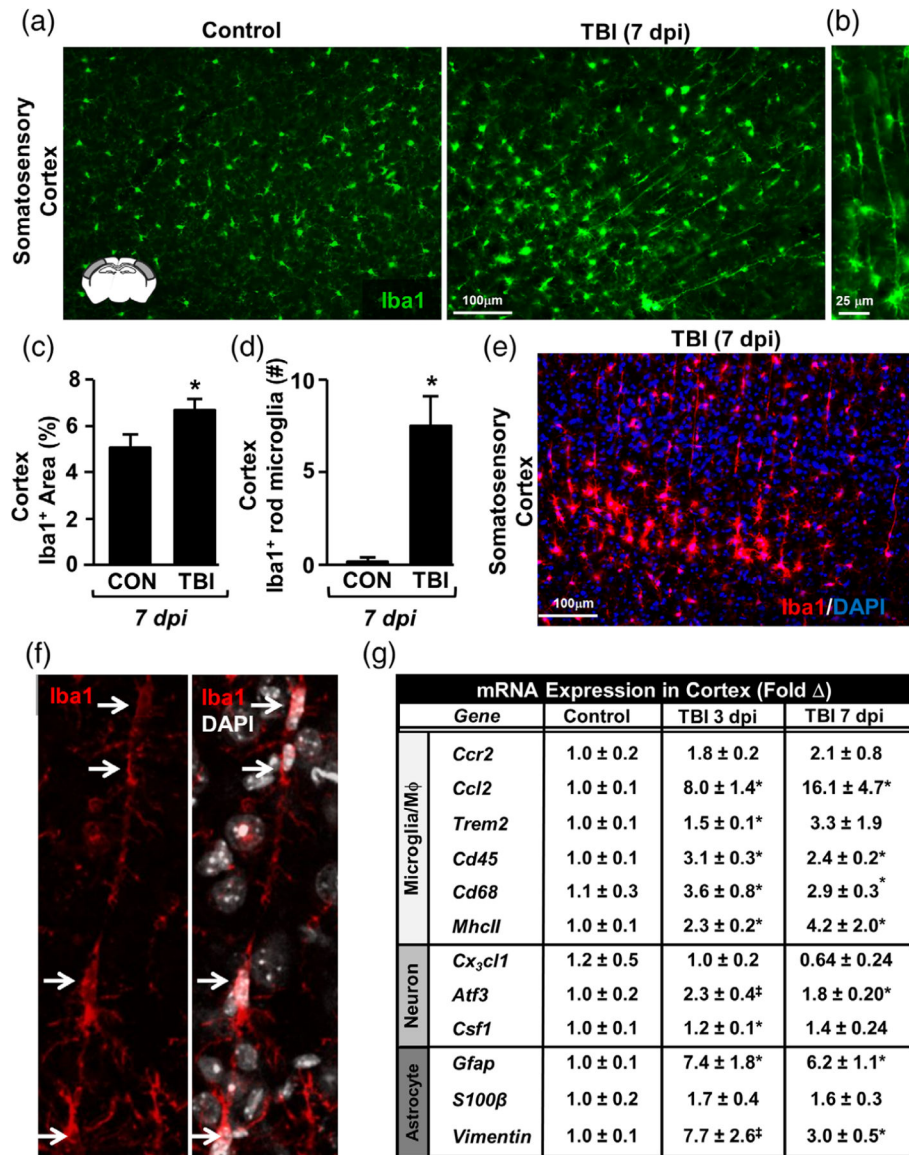 (a)
Control
TBI (7 dpi)
(b)
Somatosensory
Cortex
Iba1
100μm
25 μm
(c)
Cortex
Iba1⁺ Area (%)
8
6
4
2
0
*
CON TBI
7 dpi
(d)
Cortex
Iba1⁺ rod microglia (#)
10
5
0
*
CON TBI
7 dpi
(e)
TBI (7 dpi)
Somatosensory
Cortex
100μm
Iba1/DAPI
(f)
Iba1
Iba1
DAPI
(g)
mRNA Expression in Cortex (Fold Δ)
Gene Control TBI 3 dpi TBI 7 dpi
Microglia/Mϕ
Ccr2 1.0 ± 0.2 1.8 ± 0.2 2.1 ± 0.8
Ccl2 1.0 ± 0.1 8.0 ± 1.4* 16.1 ± 4.7*
Trem2 1.0 ± 0.1 1.5 ± 0.1* 3.3 ± 1.9
Cd45 1.0 ± 0.1 3.1 ± 0.3* 2.4 ± 0.2*
Cd68 1.1 ± 0.3 3.6 ± 0.8* 2.9 ± 0.3*
MhcII 1.0 ± 0.1 2.3 ± 0.2* 4.2 ± 2.0*
Neuron
Cx₃cl1 1.2 ± 0.5 1.0 ± 0.2 0.64 ± 0.24
Atf3 1.0 ± 0.2 2.3 ± 0.4‡ 1.8 ± 0.20*
Csf1 1.0 ± 0.1 1.2 ± 0.1* 1.4 ± 0.24
Astrocyte
Gfap 1.0 ± 0.1 7.4 ± 1.8* 6.2 ± 1.1*
S100β 1.0 ± 0.2 1.7 ± 0.4 1.6 ± 0.3
Vimentin 1.0 ± 0.1 7.7 ± 2.6‡ 3.0 ± 0.5*